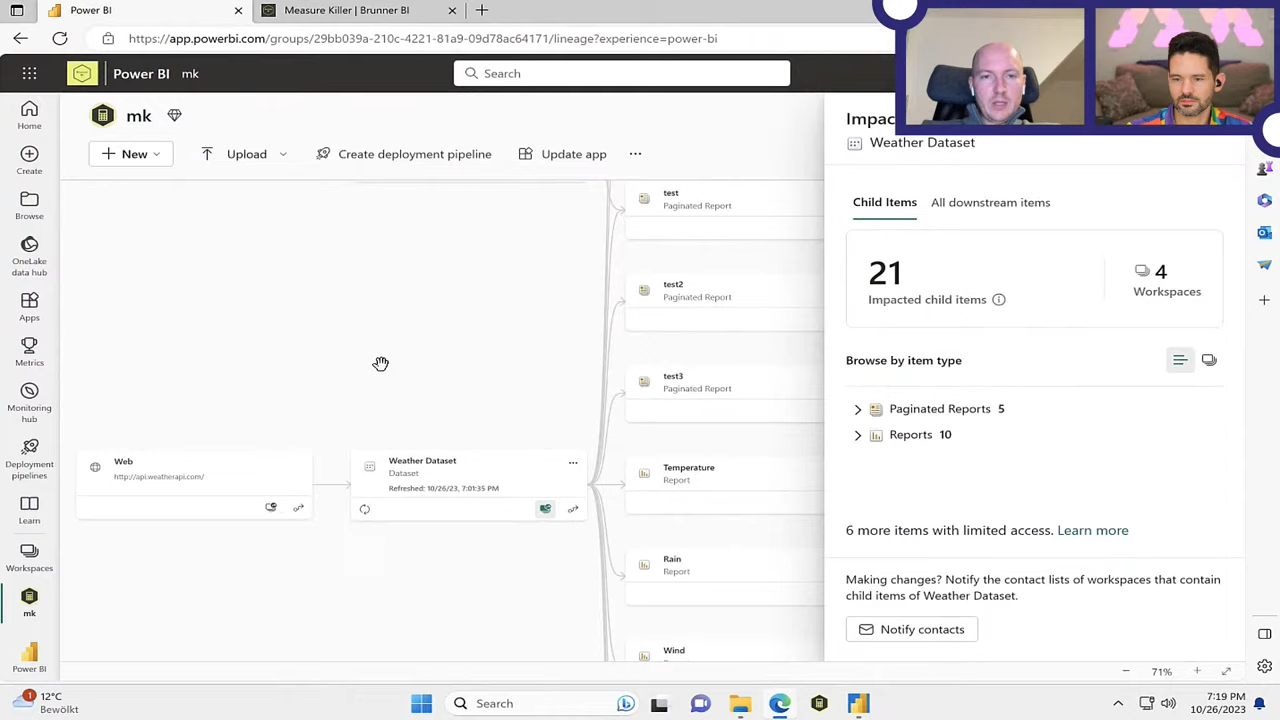 Power BI
Measure Killer | Brunner BI
https://app.powerbi.com/groups/29bb039a-210c-4221-81a9-09d78ac64171/lineage?experience=power-bi
Power BI mk
Search
Home
Create
Browse
OneLake
data hub
Apps
Metrics
Monitoring
hub
Deployment
pipelines
Learn
Workspaces
mk
Power BI
mk
New
Upload
Create deployment pipeline
Update app
Web
http://api.weatherapi.com/
Weather Dataset
Dataset
Refreshed: 10/26/23, 7:01:35 PM
test
Paginated Report
test2
Paginated Report
test3
Paginated Report
Temperature
Report
Rain
Report
Wind
Impac
Weather Dataset
Child Items
All downstream items
21
Impacted child items
4
Workspaces
Browse by item type
Paginated Reports 5
Reports 10
6 more items with limited access. Learn more
Making changes? Notify the contact lists of workspaces that contain
child items of Weather Dataset.
Notify contacts
71%
1
12°C
Bewölkt
Search
7:19 PM
10/26/2023